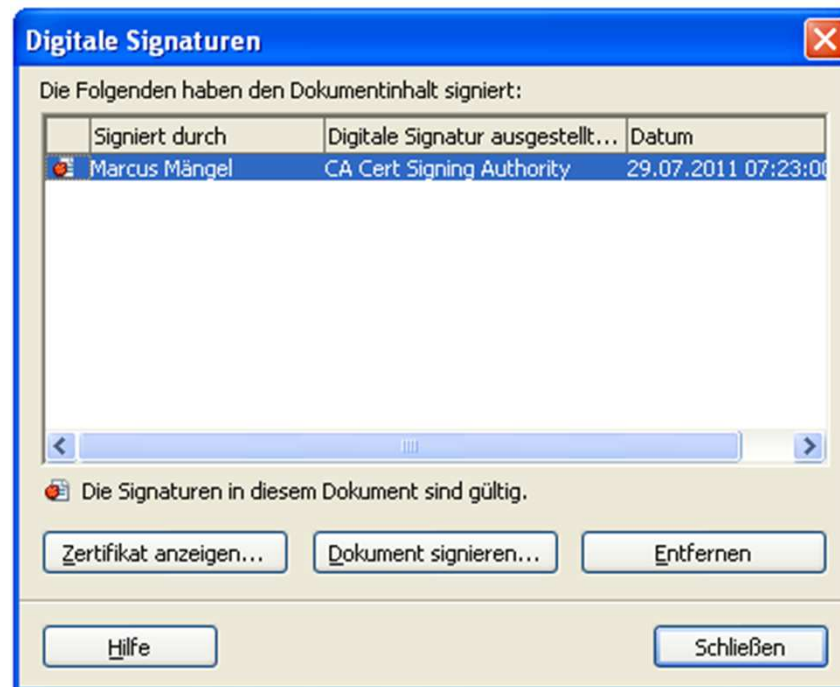 Digitale Signaturen
Die Folgenden haben den Dokumentinhalt signiert:
Signiert durch Digitale Signatur ausgestellt... Datum
Marcus Mängel CA Cert Signing Authority 29.07.2011 07:23:00
Die Signaturen in diesem Dokument sind gültig.
Zertifikat anzeigen... Dokument signieren... Entfernen
Hilfe Schließen